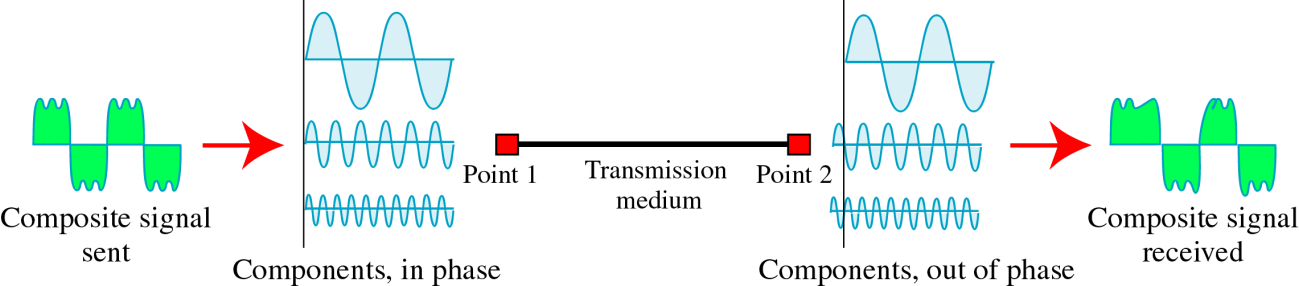 Composite signal
sent
Components, in phase
Point 1
Transmission
medium
Point 2
Components, out of phase
Composite signal
received